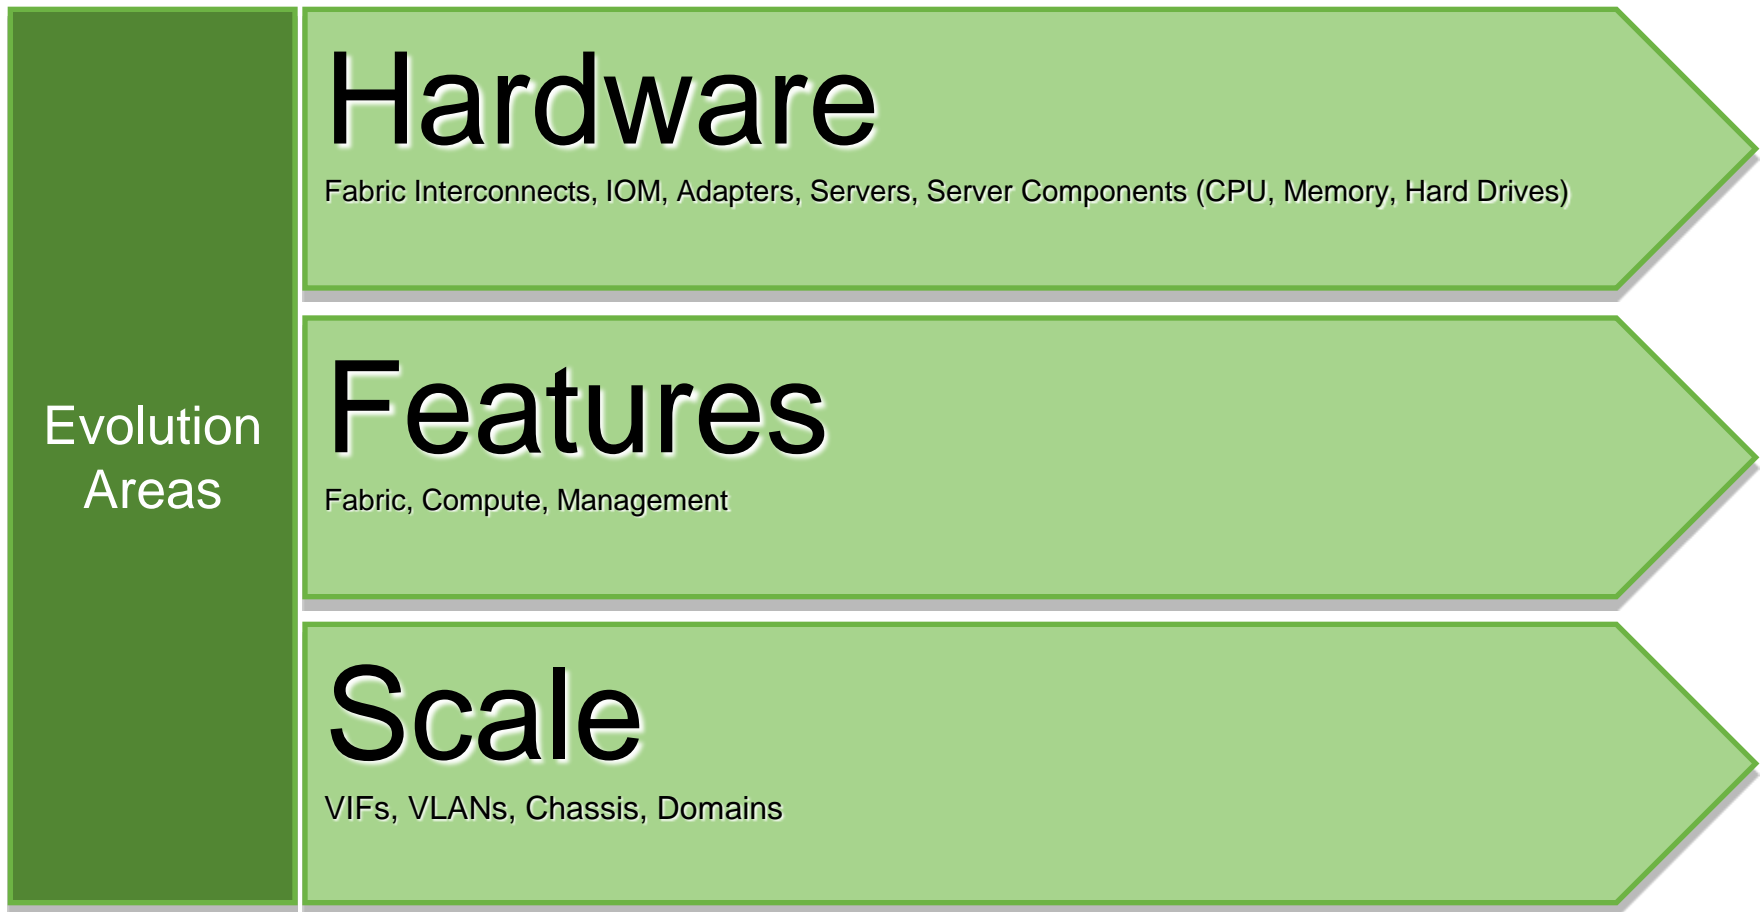 Evolution
Areas
Hardware
Fabric Interconnects, IOM, Adapters, Servers, Server Components (CPU, Memory, Hard Drives)
Features
Fabric, Compute, Management
Scale
VIFs, VLANs, Chassis, Domains